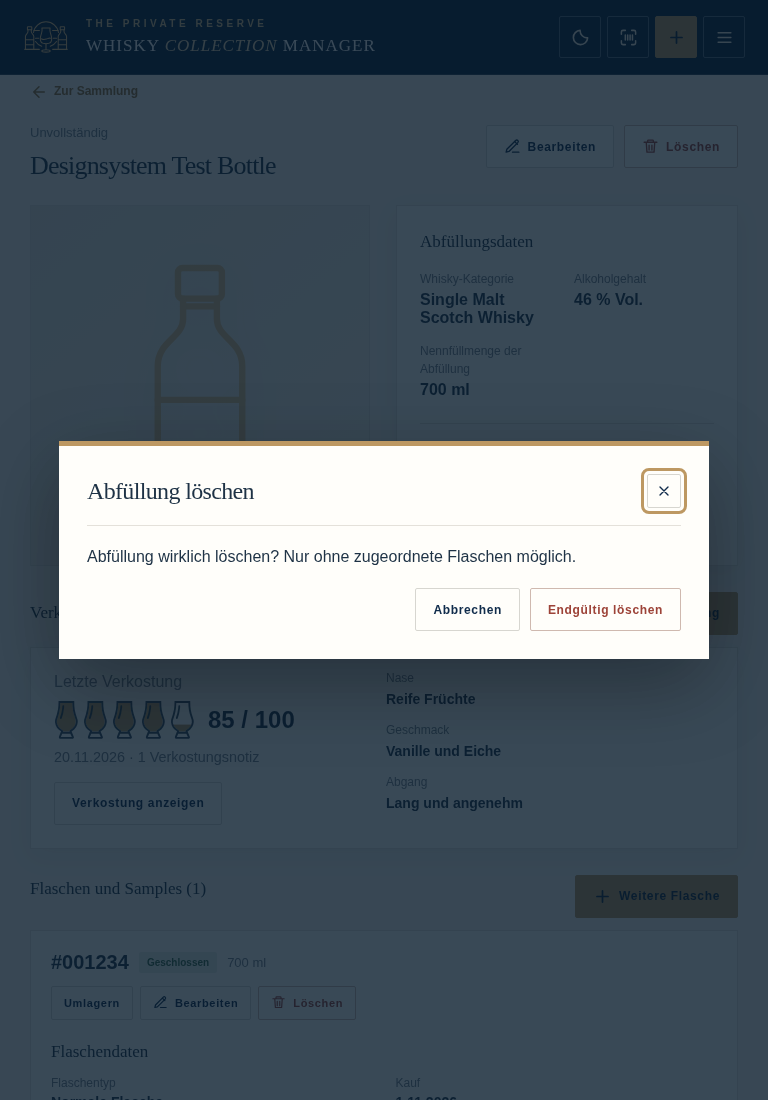 THE PRIVATE RESERVE
WHISKY COLLECTION MANAGER
Zur Sammlung
Unvollständig
Designsystem Test Bottle
Bearbeiten
Löschen
Abfüllungsdaten
Whisky-Kategorie
Alkoholgehalt
Single Malt
Scotch Whisky
46 % Vol.
Nennfüllmenge der
Abfüllung
700 ml
Abfüllung löschen
Abfüllung wirklich löschen? Nur ohne zugeordnete Flaschen möglich.
Abbrechen
Endgültig löschen
Letzte Verkostung
85 / 100
20.11.2026 · 1 Verkostungsnotiz
Verkostung anzeigen
Nase
Reife Früchte
Geschmack
Vanille und Eiche
Abgang
Lang und angenehm
Flaschen und Samples (1)
Weitere Flasche
#001234
Geschlossen
700 ml
Umlagern
Bearbeiten
Löschen
Flaschendaten
Flaschentyp
Kauf